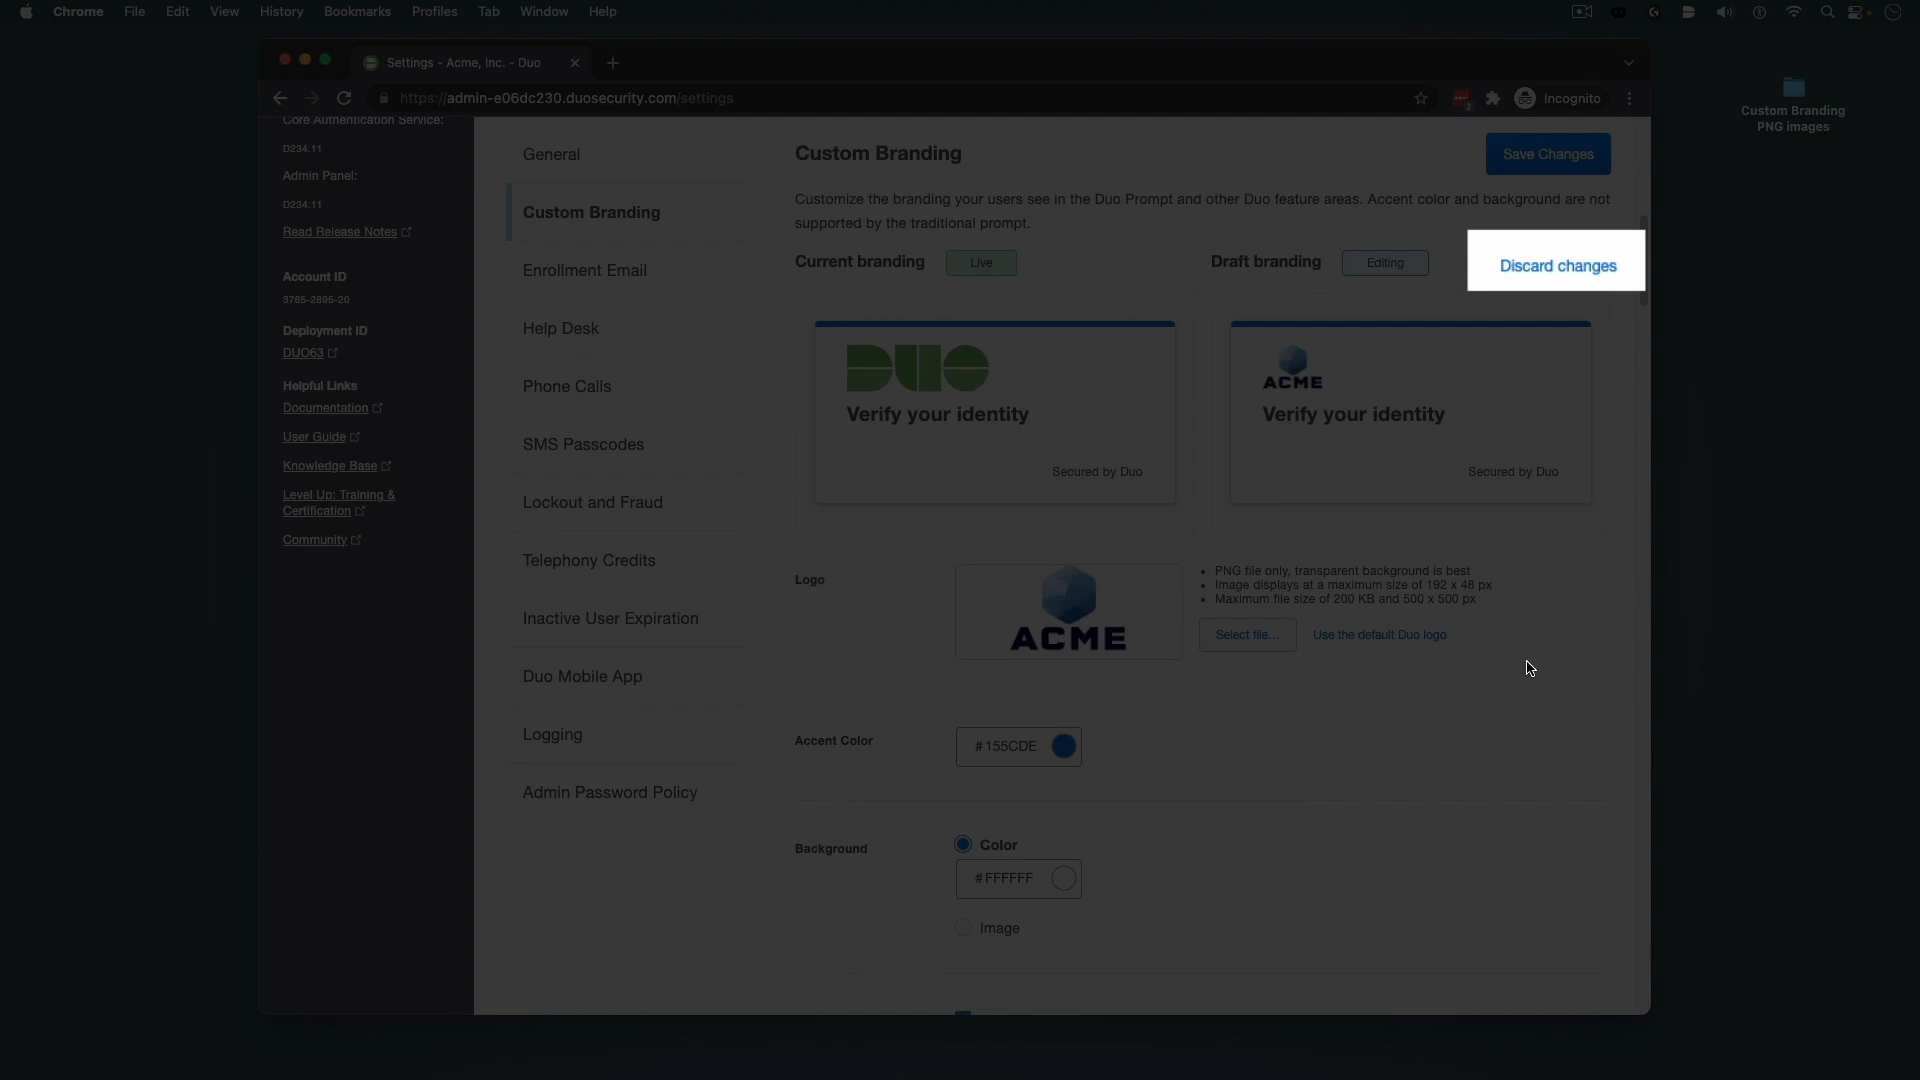 Chrome File Edit View History Bookmarks Profiles Tab Window Help
Settings - Acme, Inc. - Duo
https://admin-e06dc230.duosecurity.com/settings
2
Incognito
Custom Branding
PNG images
Core Authentication Service:
D234.11
Admin Panel:
D234.11
Read Release Notes
Account ID
3765-2895-20
Deployment ID
DUO63
Helpful Links
Documentation
User Guide
Knowledge Base
Level Up: Training &
Certification
Community
General
Custom Branding
Enrollment Email
Help Desk
Phone Calls
SMS Passcodes
Lockout and Fraud
Telephony Credits
Inactive User Expiration
Duo Mobile App
Logging
Admin Password Policy
Custom Branding
Save Changes
Customize the branding your users see in the Duo Prompt and other Duo feature areas. Accent color and background are not
supported by the traditional prompt.
Current branding Live
Draft branding Editing
Discard changes
DUO
Verify your identity
Secured by Duo
ACME
Verify your identity
Secured by Duo
Logo
ACME
• PNG file only, transparent background is best
• Image displays at a maximum size of 192 x 48 px
• Maximum file size of 200 KB and 500 x 500 px
Select file...
Use the default Duo logo
Accent Color
#155CDE
Background
Color
#FFFFFF
Image